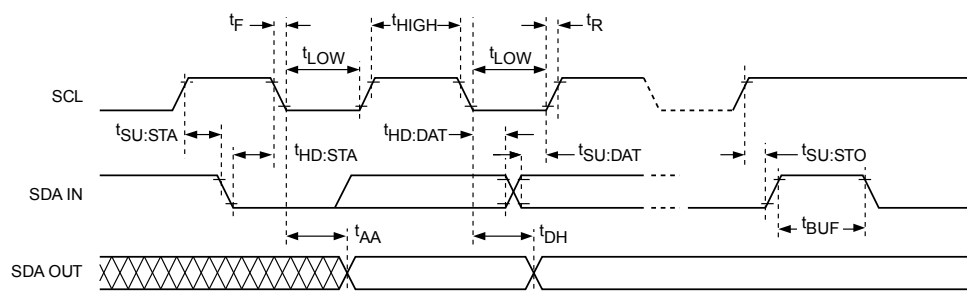 tF tHIGH tR
tLOW tLOW
SCL
tSU:STA tHD:DAT
tHD:STA tSU:DAT tSU:STO
SDA IN
tBUF
tAA tDH
SDA OUT